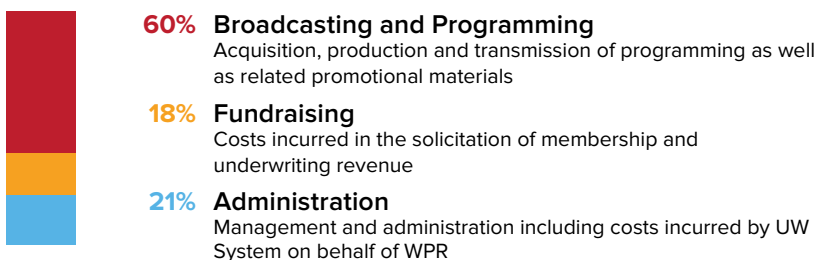 60% Broadcasting and Programming
Acquisition, production and transmission of programming as well
as related promotional materials
18% Fundraising
Costs incurred in the solicitation of membership and
underwriting revenue
21% Administration
Management and administration including costs incurred by UW
System on behalf of WPR